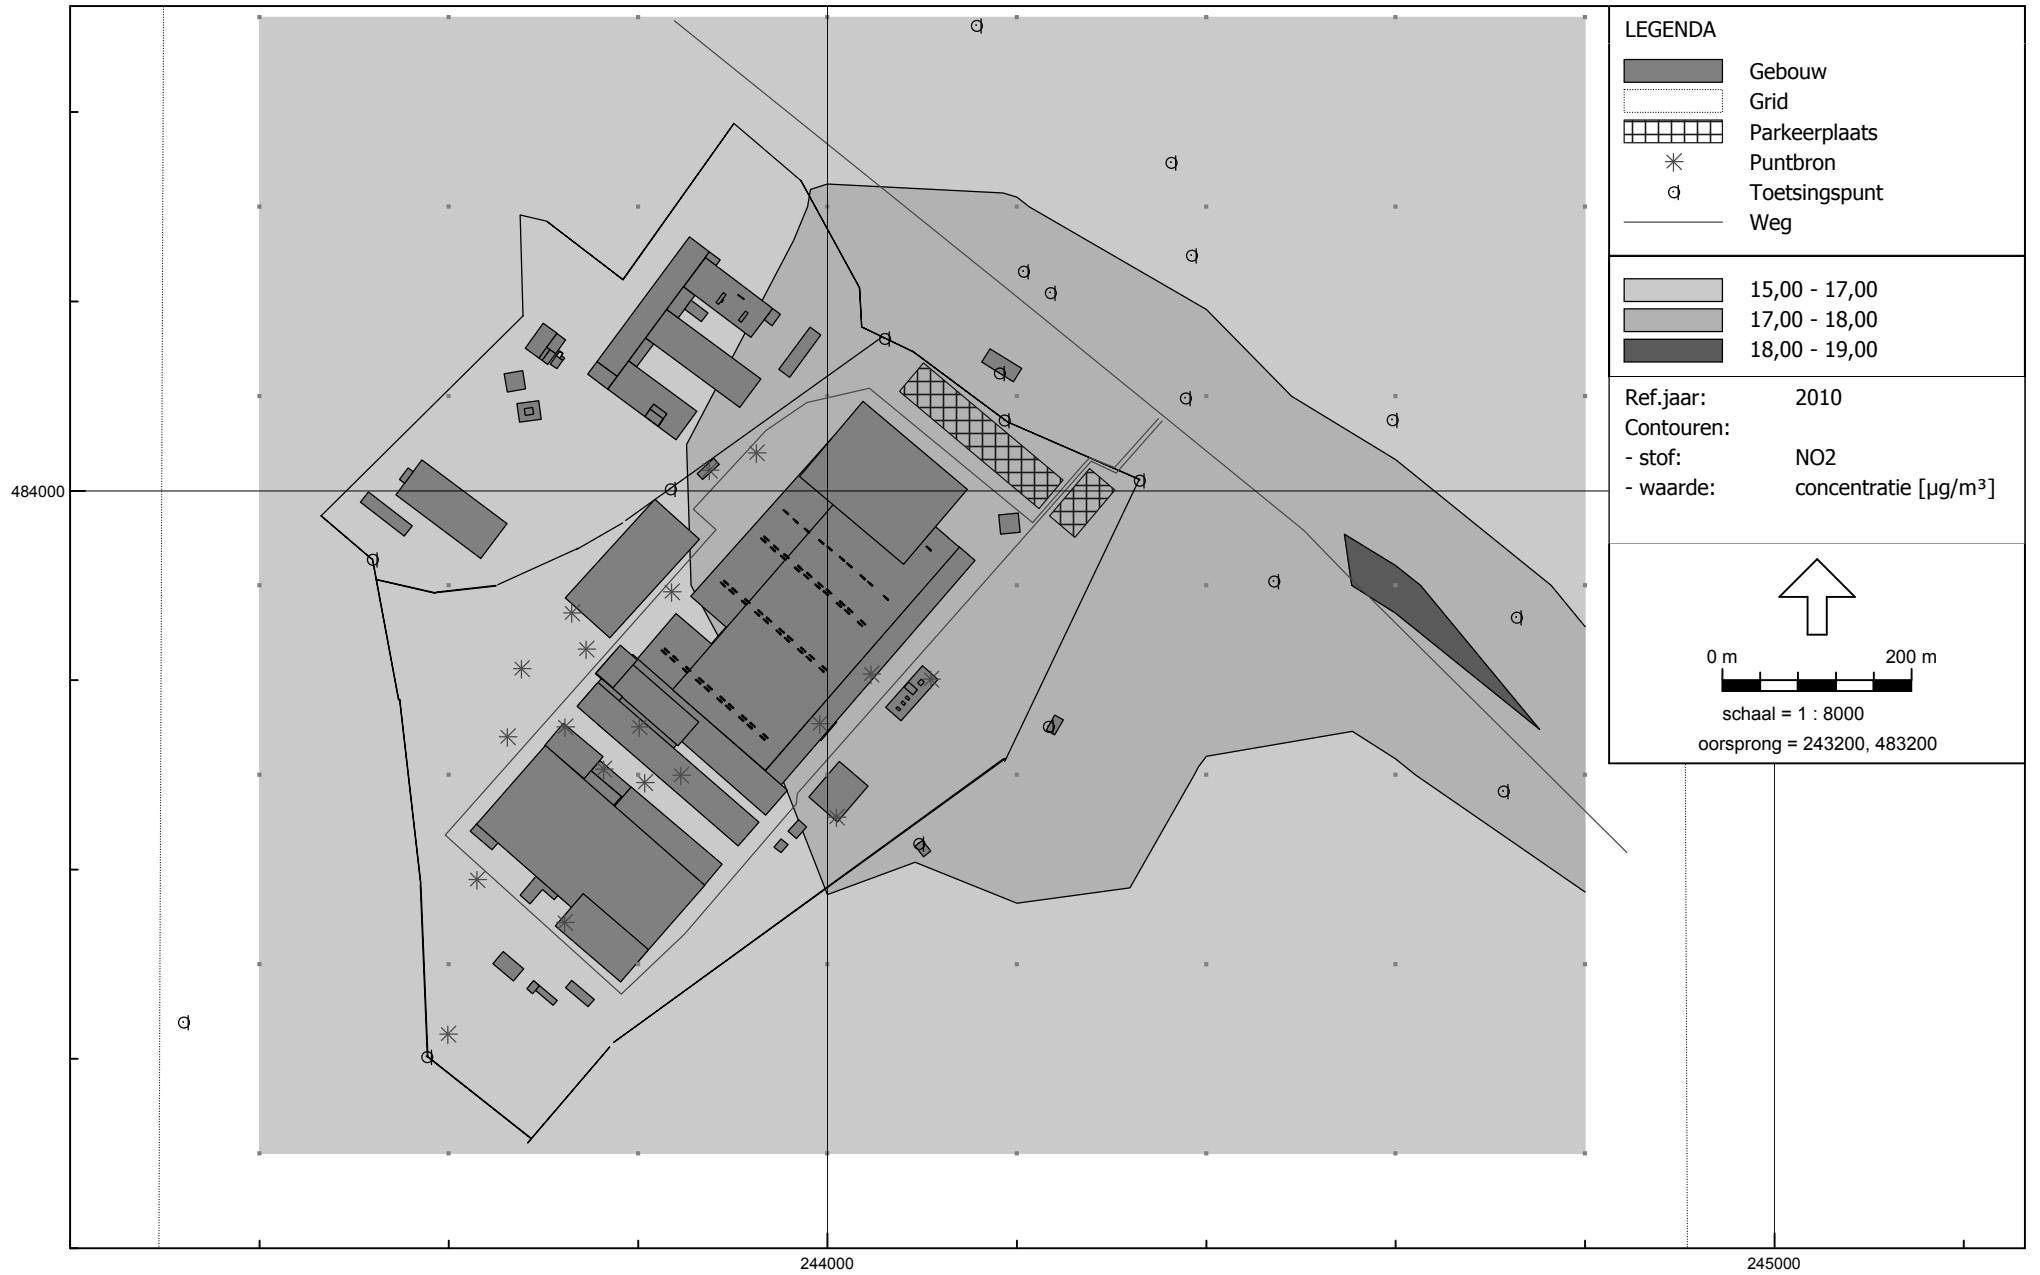 LEGENDA
Gebouw
Grid
Parkeerplaats
Puntbron
Toetsingspunt
Weg
15,00 - 17,00
17,00 - 18,00
18,00 - 19,00
Ref.jaar: 2010
Contouren:
- stof: NO2
- waarde: concentratie [µg/m³]
0 m 200 m
schaal = 1 : 8000
oorsprong = 243200, 483200
484000
244000 245000